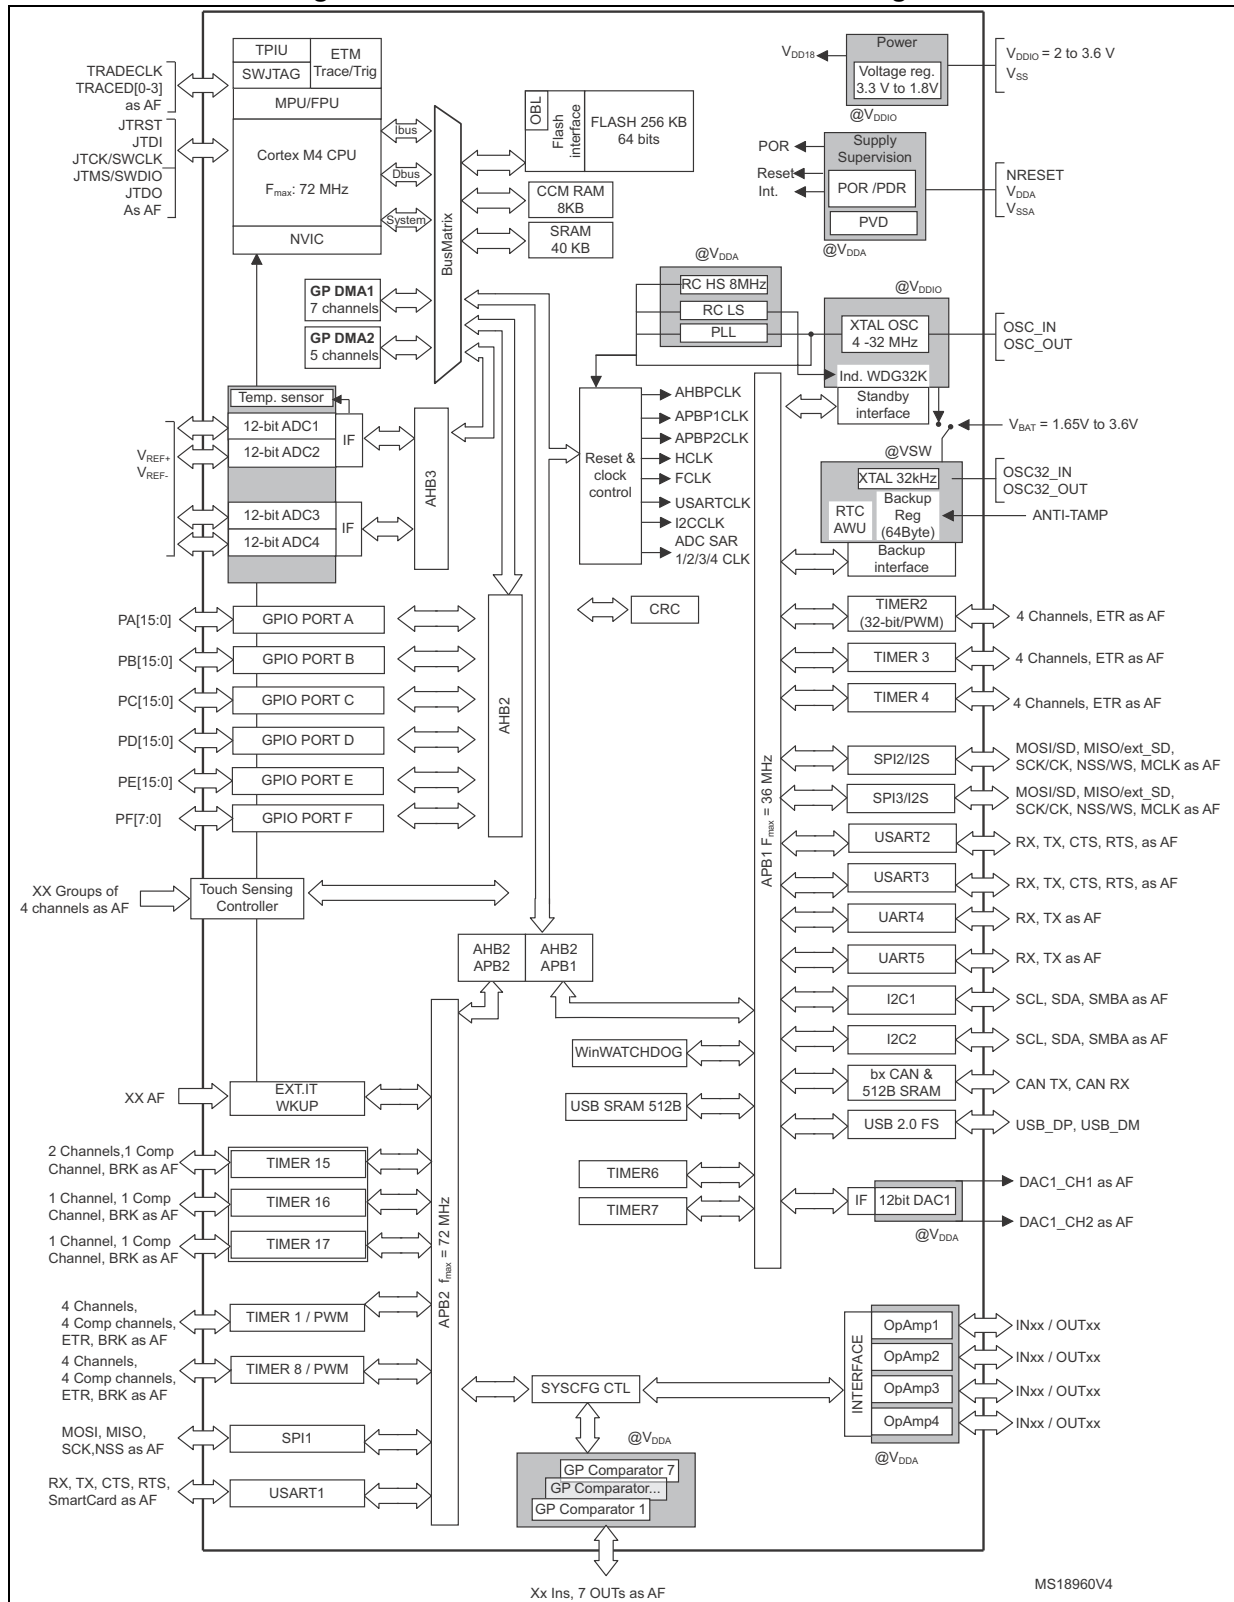 TPIU
ETM
Trace/Trig
SWJTAG
MPU/FPU
Cortex M4 CPU
Fmax: 72 MHz
NVIC
TRADECLK
TRACED[0-3]
as AF
JTRST
JTDI
JTCK/SWCLK
JTMS/SWDIO
JTDO
As AF
Ibus
Dbus
System
BusMatrix
OBL
Flash
interface
FLASH 256 KB
64 bits
CCM RAM
8KB
SRAM
40 KB
GP DMA1
7 channels
GP DMA2
5 channels
Power
VDD18
Voltage reg.
3.3 V to 1.8V
VDDIO = 2 to 3.6 V
VSS
@VDDIO
POR
Reset
Int.
Supply
Supervision
POR /PDR
PVD
NRESET
VDDA
VSSA
@VDDA
@VDDA
RC HS 8MHz
RC LS
PLL
@VDDIO
XTAL OSC
4 -32 MHz
Ind. WDG32K
Standby
interface
OSC_IN
OSC_OUT
VBAT = 1.65V to 3.6V
@VSW
XTAL 32kHz
RTC
AWU
Backup
Reg
(64Byte)
Backup
interface
OSC32_IN
OSC32_OUT
ANTI-TAMP
Reset &
clock
control
AHBPCLK
APBP1CLK
APBP2CLK
HCLK
FCLK
USARTCLK
I2CCLK
ADC SAR
1/2/3/4 CLK
Temp. sensor
12-bit ADC1
12-bit ADC2
IF
12-bit ADC3
12-bit ADC4
IF
VREF+
VREF-
AHB3
CRC
AHB2
PA[15:0]
GPIO PORT A
PB[15:0]
GPIO PORT B
PC[15:0]
GPIO PORT C
PD[15:0]
GPIO PORT D
PE[15:0]
GPIO PORT E
PF[7:0]
GPIO PORT F
XX Groups of
4 channels as AF
Touch Sensing
Controller
AHB2
APB2
AHB2
APB1
APB1 Fmax = 36 MHz
TIMER2
(32-bit/PWM)
4 Channels, ETR as AF
TIMER 3
4 Channels, ETR as AF
TIMER 4
4 Channels, ETR as AF
SPI2/I2S
MOSI/SD, MISO/ext_SD,
SCK/CK, NSS/WS, MCLK as AF
SPI3/I2S
MOSI/SD, MISO/ext_SD,
SCK/CK, NSS/WS, MCLK as AF
USART2
RX, TX, CTS, RTS, as AF
USART3
RX, TX, CTS, RTS, as AF
UART4
RX, TX as AF
UART5
RX, TX as AF
I2C1
SCL, SDA, SMBA as AF
I2C2
SCL, SDA, SMBA as AF
bx CAN &
512B SRAM
CAN TX, CAN RX
USB 2.0 FS
USB_DP, USB_DM
IF
12bit DAC1
DAC1_CH1 as AF
DAC1_CH2 as AF
@VDDA
WinWATCHDOG
USB SRAM 512B
TIMER6
TIMER7
XX AF
EXT.IT
WKUP
2 Channels,1 Comp
Channel, BRK as AF
TIMER 15
1 Channel, 1 Comp
Channel, BRK as AF
TIMER 16
1 Channel, 1 Comp
Channel, BRK as AF
TIMER 17
4 Channels,
4 Comp channels,
ETR, BRK as AF
TIMER 1 / PWM
4 Channels,
4 Comp channels,
ETR, BRK as AF
TIMER 8 / PWM
MOSI, MISO,
SCK,NSS as AF
SPI1
RX, TX, CTS, RTS,
SmartCard as AF
USART1
APB2 fmax = 72 MHz
SYSCFG CTL
@VDDA
GP Comparator 7
GP Comparator...
GP Comparator 1
Xx Ins, 7 OUTs as AF
INTERFACE
OpAmp1
INxx / OUTxx
OpAmp2
INxx / OUTxx
OpAmp3
INxx / OUTxx
OpAmp4
INxx / OUTxx
@VDDA
MS18960V4